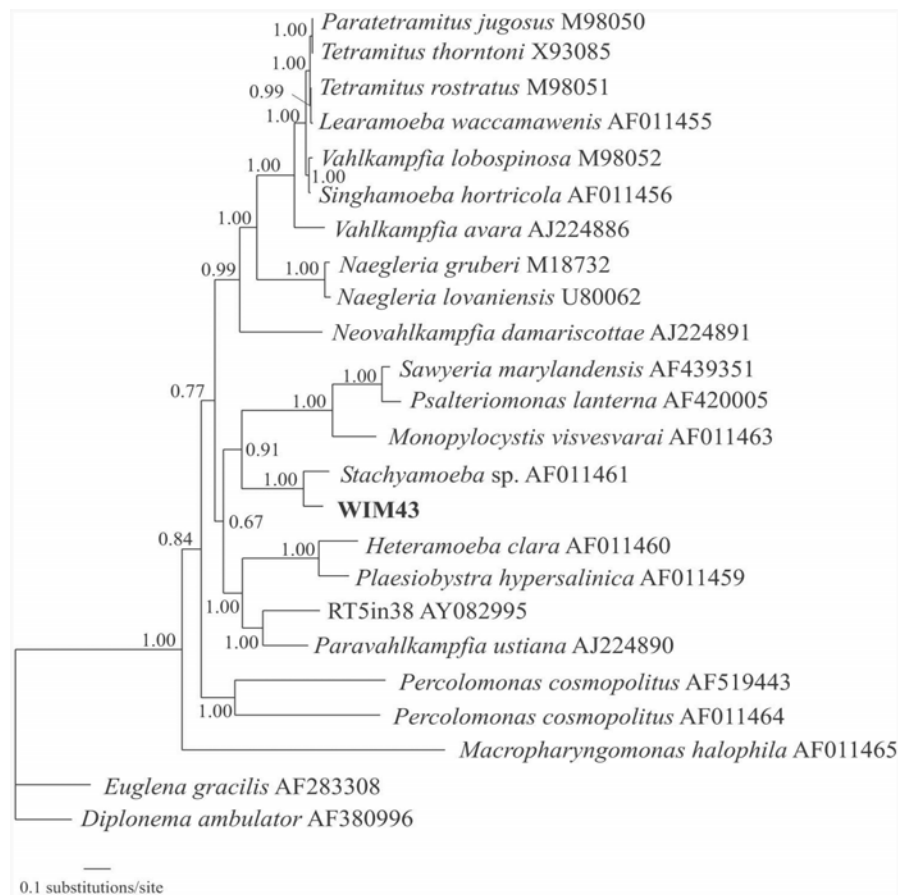 Paratetramitus jugosus M98050
1.00
Tetramitus thorntoni X93085
1.00
Tetramitus rostratus M98051
0.99
1.00
Learamoeba waccamawenis AF011455
Vahlkampfia lobospinosa M98052
1.00
1.00
Singhamoeba hortricola AF011456
1.00
Vahlkampfia avara AJ224886
0.99
1.00
Naegleria gruberi M18732
Naegleria lovaniensis U80062
Neovahlkampfia damariscottae AJ224891
Sawyeria marylandensis AF439351
1.00
0.77
Psalteriomonas lanterna AF420005
1.00
Monopylocystis visvesvarai AF011463
0.91
Stachyamoeba sp. AF011461
1.00
WIM43
0.67
0.84
Heteramoeba clara AF011460
1.00
Plaesiobystra hypersalinica AF011459
1.00
RT5in38 AY082995
1.00
1.00
Paravahlkampfia ustiana AJ224890
Percolomonas cosmopolitus AF519443
1.00
Percolomonas cosmopolitus AF011464
Macropharyngomonas halophila AF011465
Euglena gracilis AF283308
Diplonema ambulator AF380996
0.1 substitutions/site